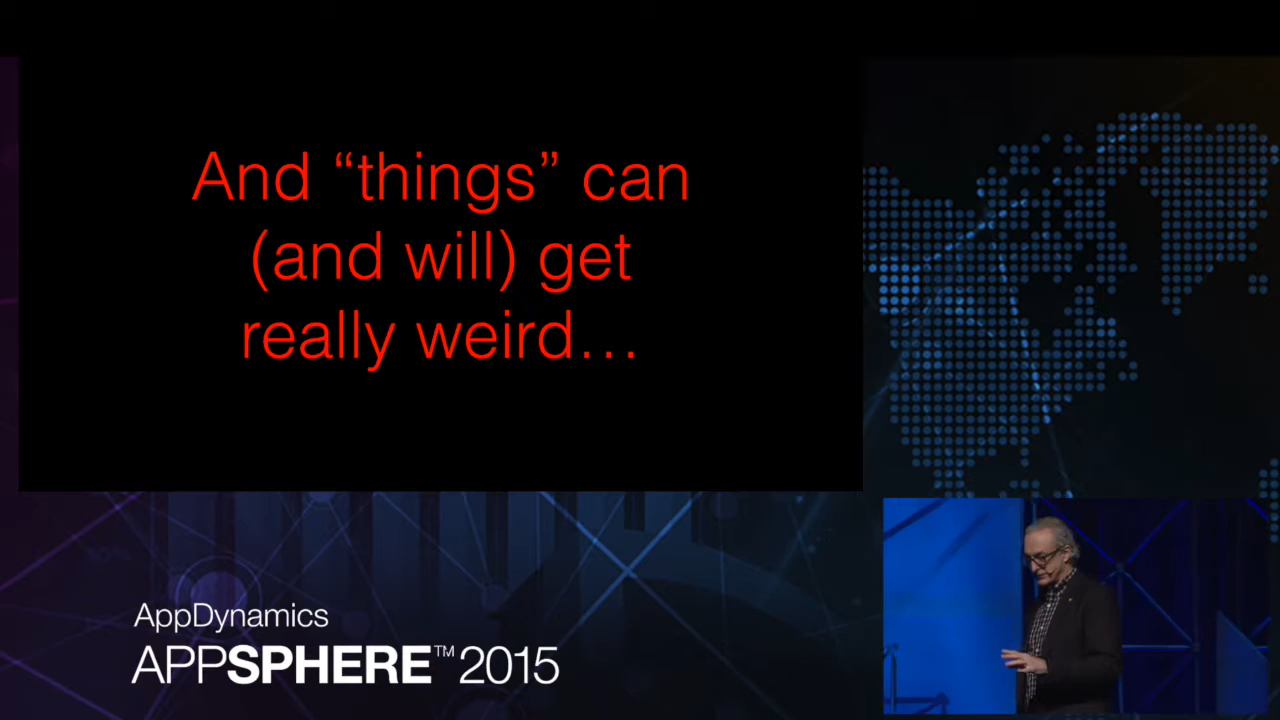 And “things” can
(and will) get
really weird…
AppDynamics
APPSPHERE™ 2015